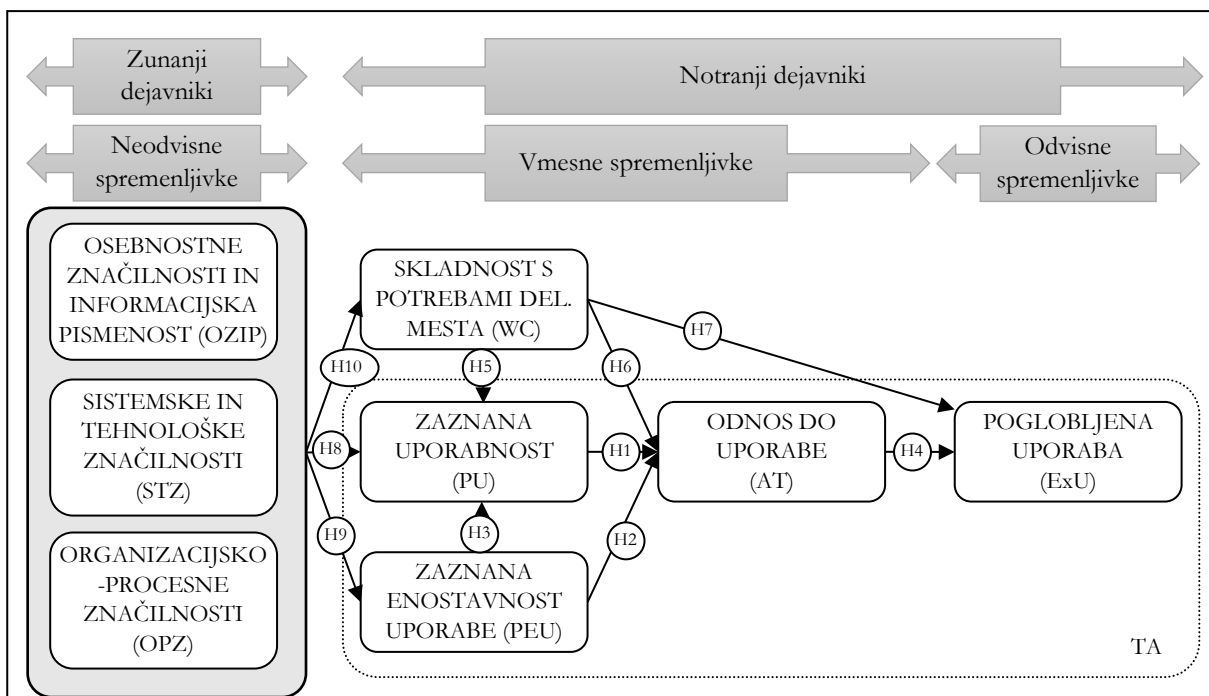 Zunanji
dejavniki
Notranji dejavniki
Neodvisne
spremenljivke
Vmesne spremenljivke
Odvisne
spremenljivke
OSEBNOSTNE
ZNAČILNOSTI IN
INFORMACIJSKA
PISMENOST (OZIP)
SISTEMSKE IN
TEHNOLOŠKE
ZNAČILNOSTI
(STZ)
ORGANIZACIJSKO
-PROCESNE
ZNAČILNOSTI
(OPZ)
SKLADNOST S
POTREBAMI DEL.
MESTA (WC)
H10
H5
H6
H7
ZAZNANA
UPORABNOST
(PU)
H8
H1
ODNOS DO
UPORABE
(AT)
H4
POGLOBLJENA
UPORABA
(ExU)
H9
H3
H2
ZAZNANA
ENOSTAVNOST
UPORABE (PEU)
TA